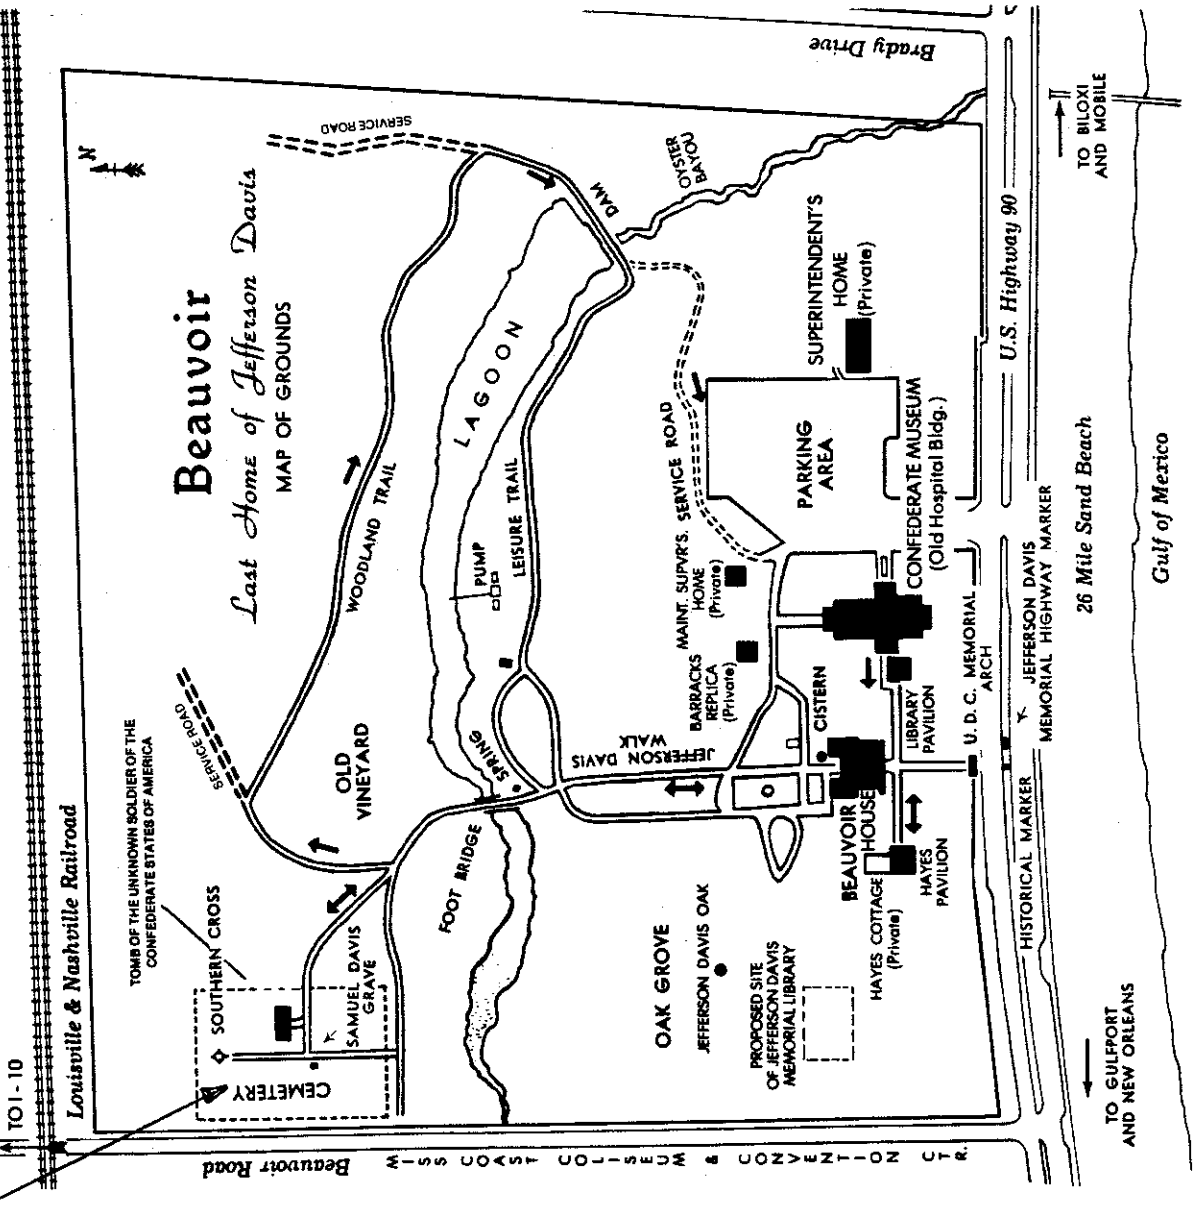 TO I-10
Louisville & Nashville Railroad
Beauvoir
Last Home of Jefferson Davis
MAP OF GROUNDS
N
SERVICE ROAD
Brady Drive
TOMB OF THE UNKNOWN SOLDIER OF THE
CONFEDERATE STATES OF AMERICA
SERVICE ROAD
WOODLAND TRAIL
SOUTHERN CROSS
CEMETERY
SAMUEL DAVIS
GRAVE
OLD
VINEYARD
LAGOON
DAM
OYSTER
BAYOU
PUMP
LEISURE TRAIL
SPRING
FOOT BRIDGE
Beauvoir Road
MISS COAST COLISEUM & CONVENTION CTR.
JEFFERSON DAVIS
WALK
MAINT. SUPVR'S. SERVICE ROAD
HOME
(Private)
BARRACKS
REPLICA
(Private)
OAK GROVE
JEFFERSON DAVIS OAK
PROPOSED SITE
OF JEFFERSON DAVIS
MEMORIAL LIBRARY
CISTERN
PARKING
AREA
SUPERINTENDENT'S
HOME
(Private)
BEAUVOIR
HOUSE
HAYES COTTAGE
(Private)
HAYES
PAVILION
LIBRARY
PAVILION
CONFEDERATE MUSEUM
(Old Hospital Bldg.)
U. D. C. MEMORIAL
ARCH
U.S. Highway 90
HISTORICAL MARKER
JEFFERSON DAVIS
MEMORIAL HIGHWAY MARKER
TO BILOXI
AND MOBILE
26 Mile Sand Beach
TO GULFPORT
AND NEW ORLEANS
Gulf of Mexico